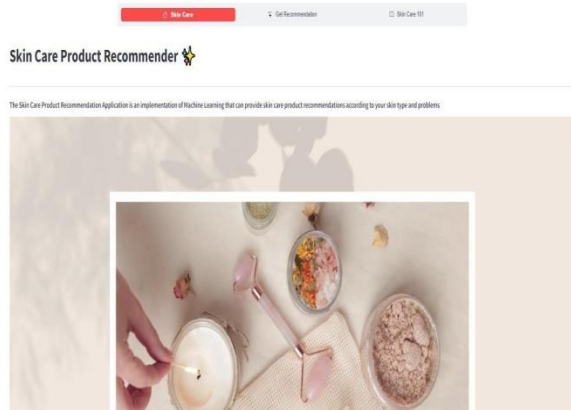 Skin Care
Get Recommendation
Skin Care 101
Skin Care Product Recommender ✨
The Skin Care Product Recommendation Application is an implementation of Machine Learning that can provide skin care product recommendations according to your skin type and problems